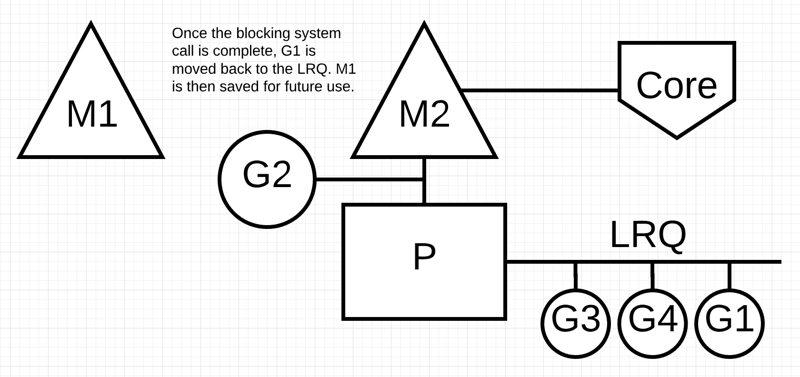 Once the blocking system
call is complete, G1 is
moved back to the LRQ. M1
is then saved for future use.
M1
M2
Core
G2
P
LRQ
G3
G4
G1